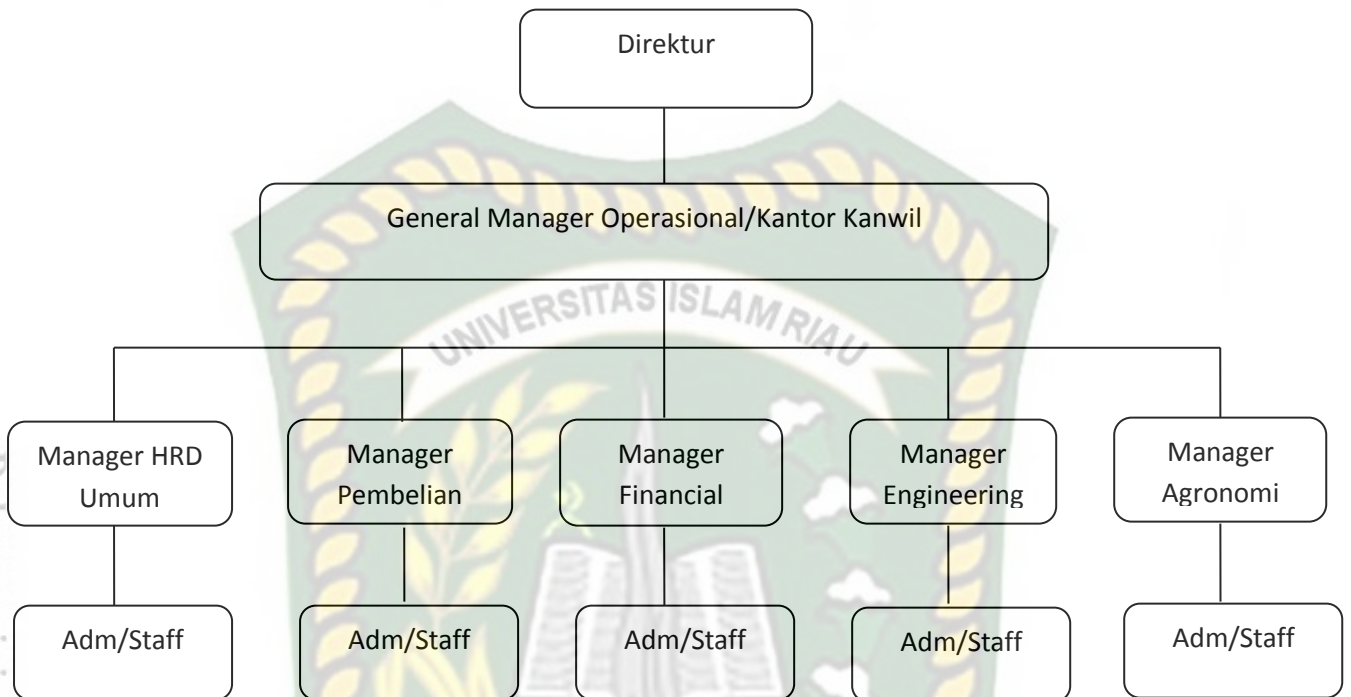 Direktur
General Manager Operasional/Kantor Kanwil
UNIVERSITAS ISLAM RIAU
Manager HRD
Umum
Manager
Pembelian
Manager
Financial
Manager
Engineering
Manager
Agronomi
Adm/Staff
Adm/Staff
Adm/Staff
Adm/Staff
Adm/Staff